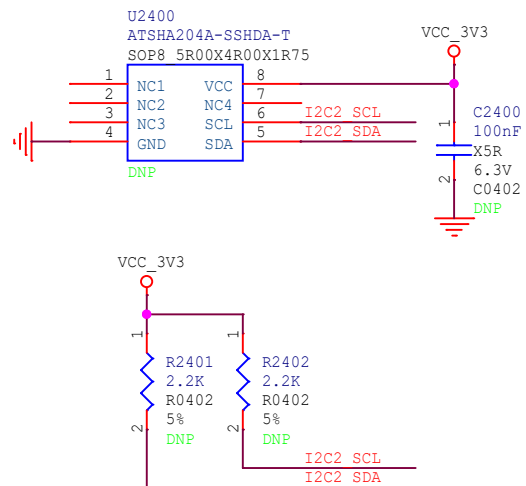 U2400
ATSHA204A-SSHDA-T
SOP8_5R00X4R00X1R75
VCC_3V3
1 NC1 VCC 8
2 NC2 NC4 7
3 NC3 SCL 6 I2C2_SCL
4 GND SDA 5 I2C2_SDA
DNP
1
C2400
100nF
X5R
6.3V
C0402
DNP
2
VCC_3V3
1
R2401
2.2K
R0402
5%
DNP
2
1
R2402
2.2K
R0402
5%
DNP
2
I2C2_SCL
I2C2_SDA